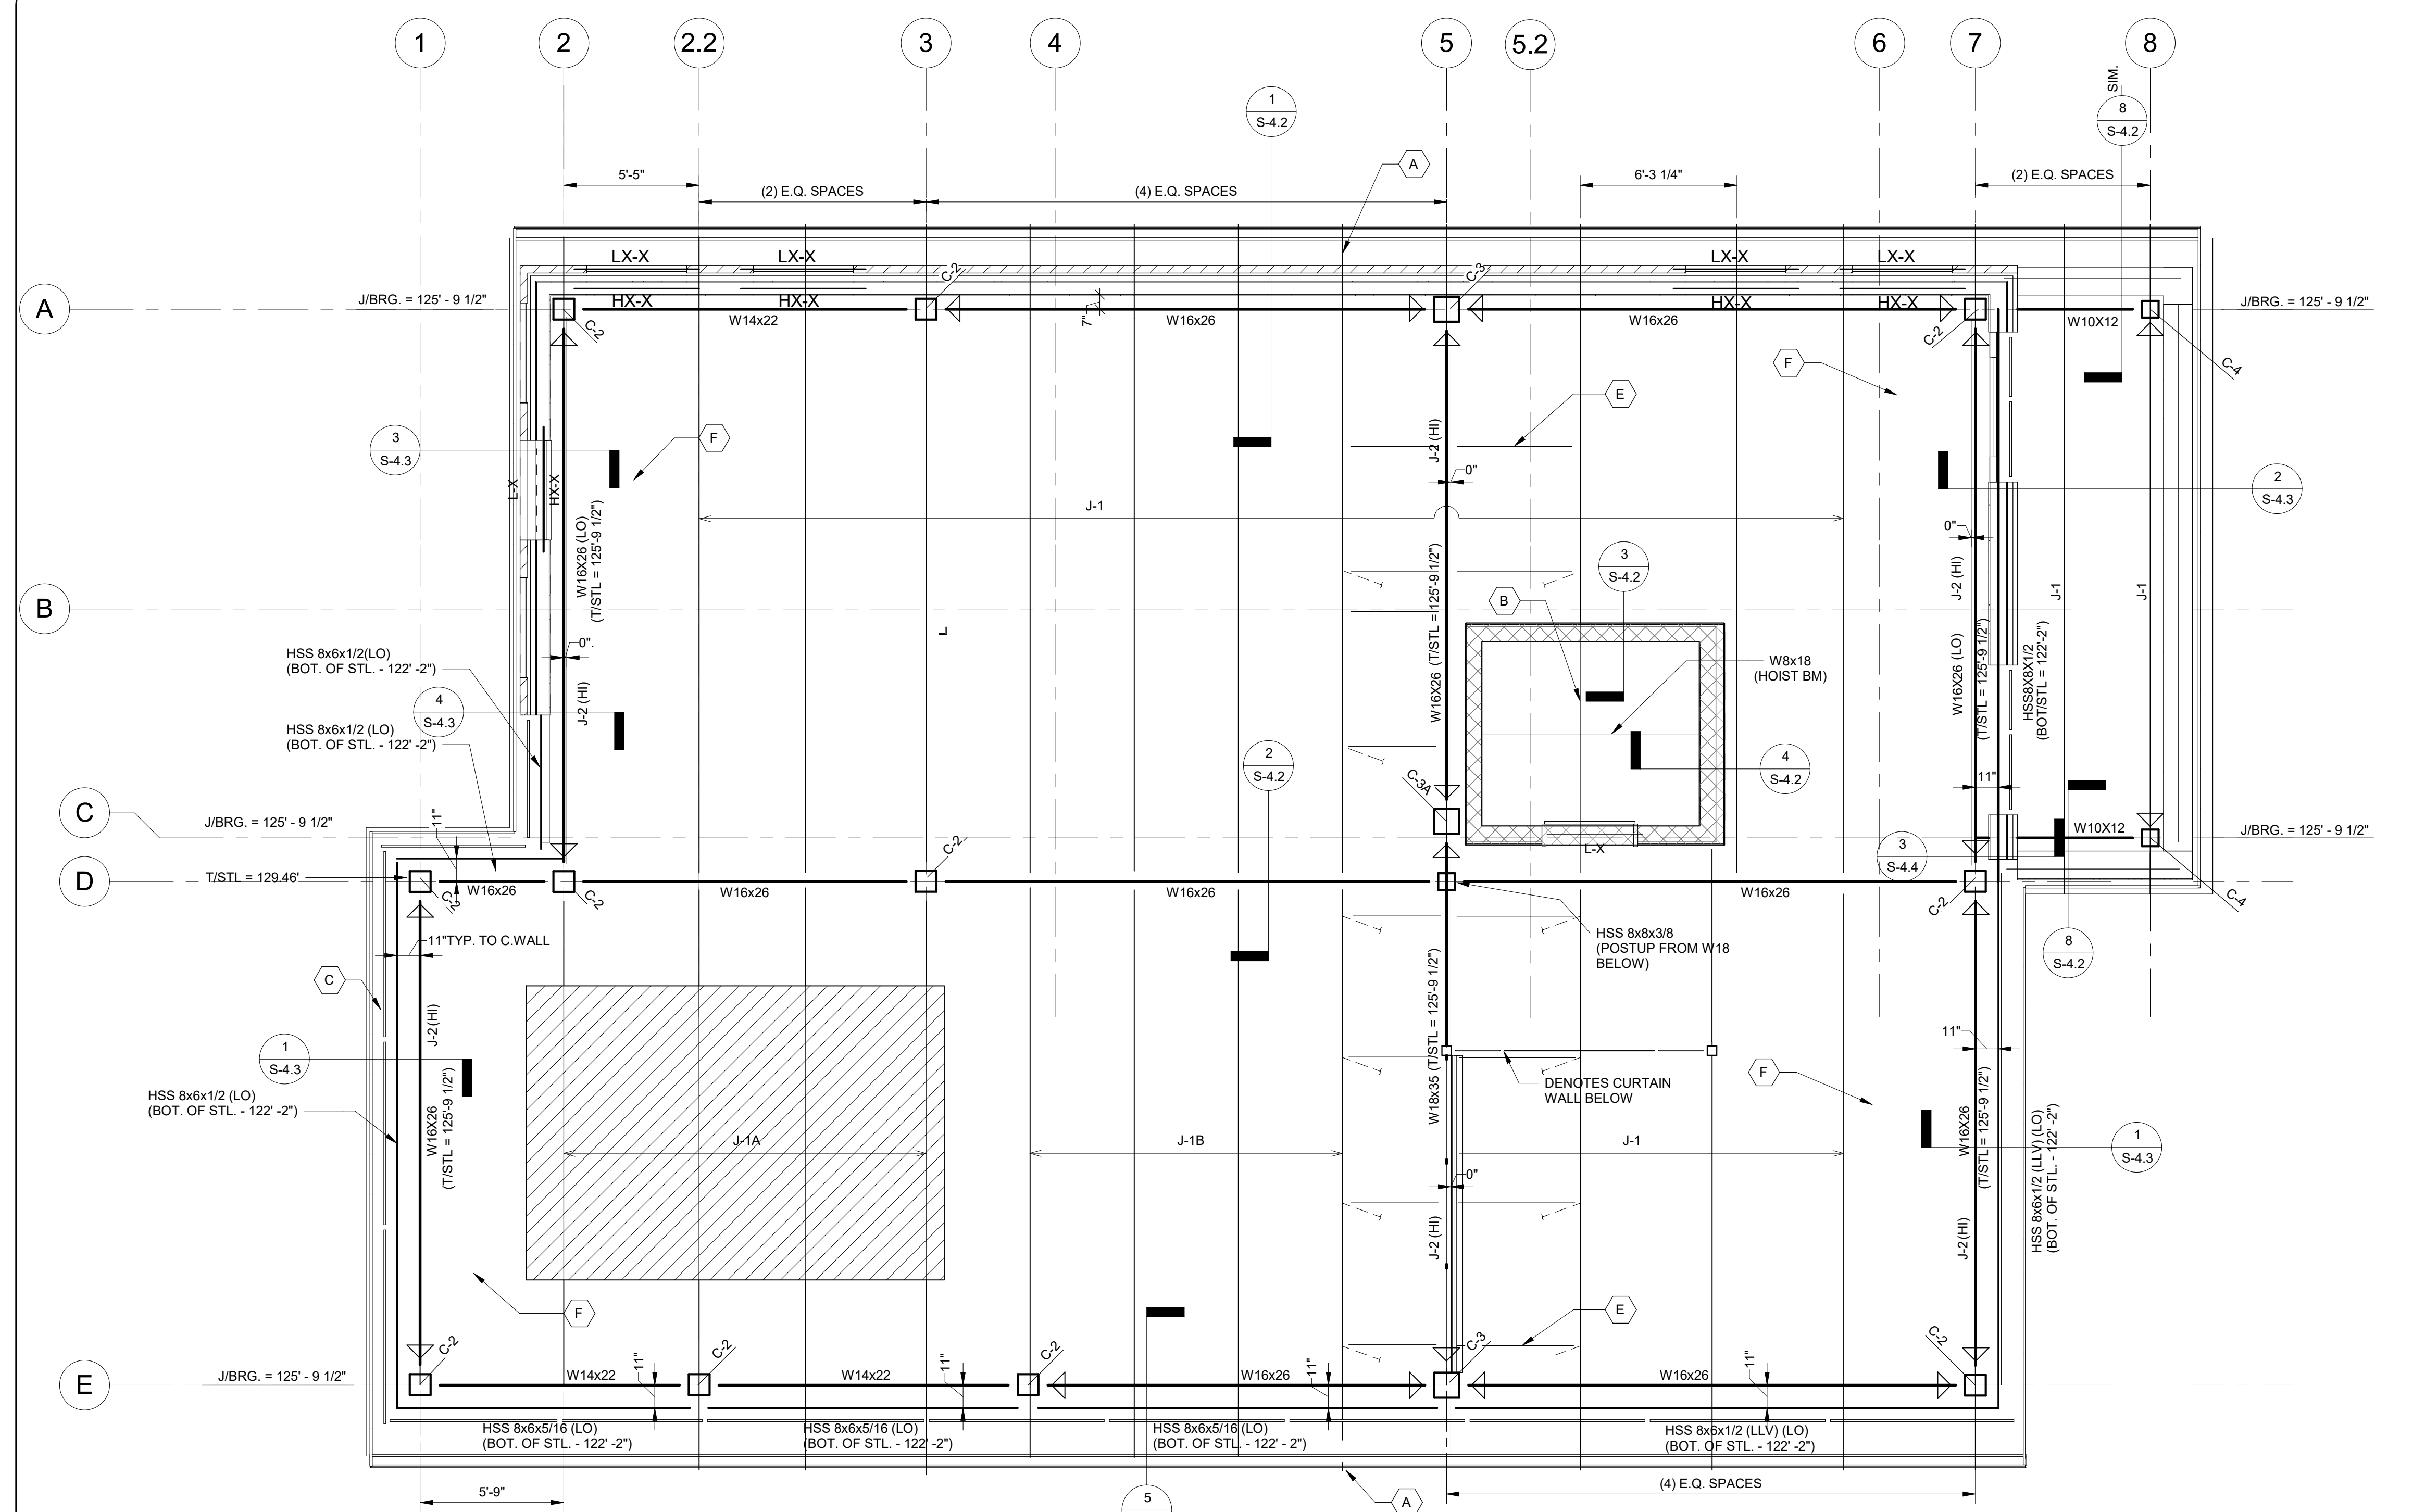 1
2
2.2
3
4
5
5.2
6
7
8
SIM.
1
S-4.2
8
S-4.2
A
5'-5"
(2) E.Q. SPACES
(4) E.Q. SPACES
6'-3 1/4"
(2) E.Q. SPACES
LX-X
LX-X
LX-X
LX-X
C-2
C-3
A
J/BRG. = 125' - 9 1/2"
HX-X
HX-X
HX-X
HX-X
J/BRG. = 125' - 9 1/2"
W14x22
7"
W16x26
W16x26
W10X12
C-2
C-2
C-4
F
E
3
S-4.3
F
J-2 (HI)
0"
2
S-4.3
L-X
HX-X
J-1
W16X26 (LO)
(T/STL = 125'-9 1/2")
0"
3
S-4.2
J-2 (HI)
J-1
J-1
B
B
W16X26 (T/STL = 125'-9 1/2")
HSS 8x6x1/2(LO)
(BOT. OF STL. - 122' -2")
0".
J-2 (HI)
W8x18
(HOIST BM)
W16X26 (LO)
(T/STL = 125'-9 1/2")
HSS8X8X1/2
(BOT/STL = 122'-2")
4
S-4.3
HSS 8x6x1/2 (LO)
(BOT. OF STL. - 122' -2")
2
S-4.2
4
S-4.2
C-3A
11"
C
J/BRG. = 125' - 9 1/2"
11"
W10X12
J/BRG. = 125' - 9 1/2"
L-X
3
S-4.4
C-2
D
T/STL = 129.46'
W16x26
W16x26
W16x26
W16x26
C-2
C-2
C-2
C-4
11"TYP. TO C.WALL
HSS 8x8x3/8
(POSTUP FROM W18
BELOW)
8
S-4.2
C
J-2 (HI)
W18x35 (T/STL = 125'-9 1/2")
11"
1
S-4.3
W16X26
(T/STL = 125'-9 1/2")
DENOTES CURTAIN
WALL BELOW
F
HSS 8x6x1/2 (LO)
(BOT. OF STL. - 122' -2")
J-1A
J-1B
J-1
W16X26
(T/STL = 125'-9 1/2")
HSS 8x6x1/2 (LLV) (LO)
(BOT. OF STL. - 122' -2")
1
S-4.3
0"
J-2 (HI)
J-2 (HI)
F
E
C-2
C-2
C-2
C-3
C-2
E
J/BRG. = 125' - 9 1/2"
W14x22
11"
W14x22
11"
W16x26
11"
W16x26
11"
HSS 8x6x5/16 (LO)
(BOT. OF STL. - 122' -2")
HSS 8x6x5/16 (LO)
(BOT. OF STL. - 122' -2")
HSS 8x6x5/16 (LO)
(BOT. OF STL. - 122' - 2")
HSS 8x6x1/2 (LLV) (LO)
(BOT. OF STL. - 122' -2")
5'-9"
5
A
(4) E.Q. SPACES